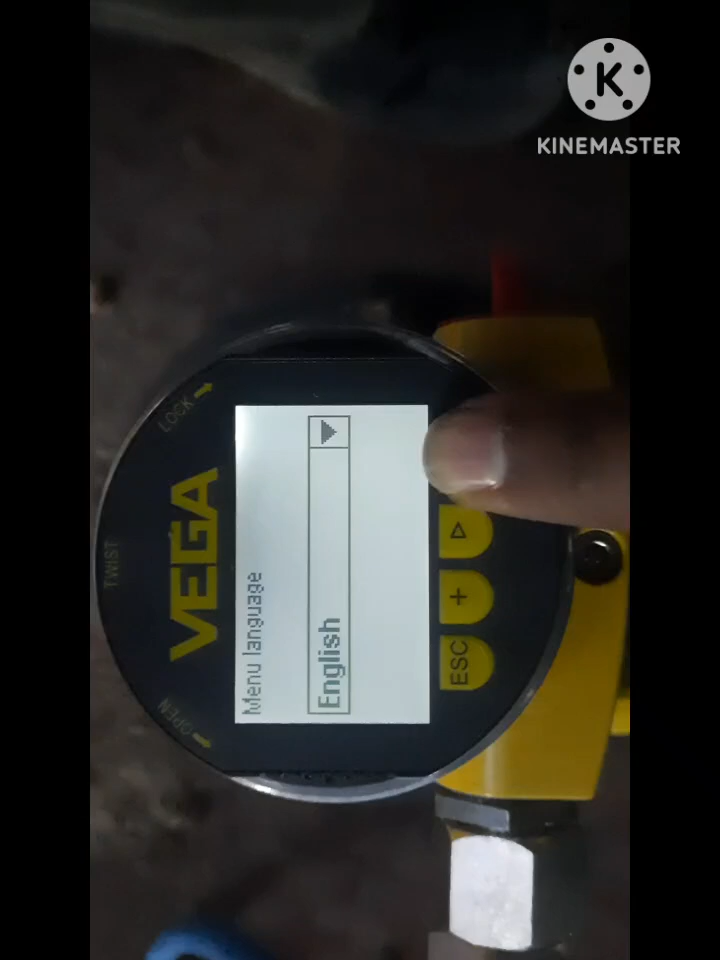 KINEMASTER
OPEN
TWIST
LOCK
VEGA
Menu language
English
ESC
+